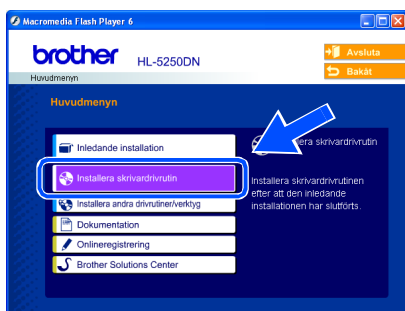 Macromedia Flash Player 6
brother HL-5250DN
Avsluta
Bakåt
Huvudmenyn
Huvudmenyn
Inledande installation
Installera skrivardrivrutin
Installera andra drivrutiner/verktyg
Dokumentation
Onlineregistrering
Brother Solutions Center
skrivardrivrutin
Installera skrivardrivrutinen
efter att den inledande
installationen har slutförts.